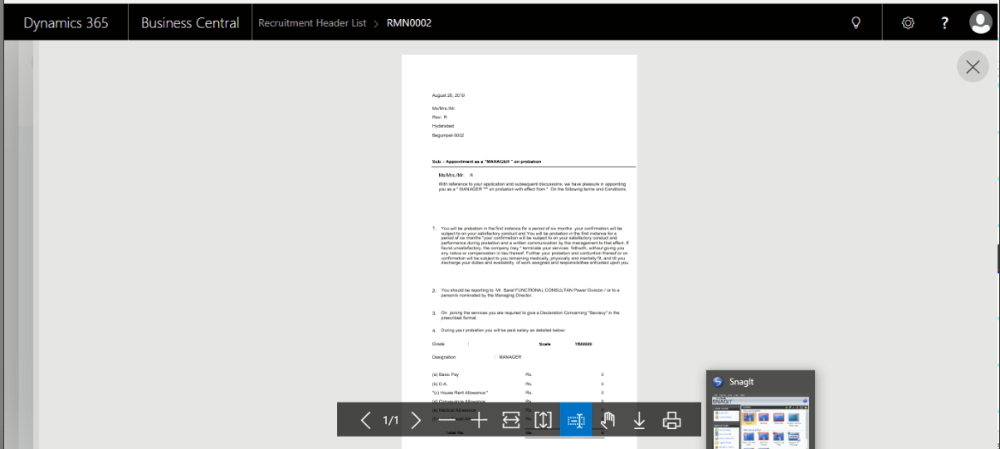 Dynamics 365
Business Central
Recruitment Header List > RMN0002
?
August 26, 2019
Ms/Mrs./Mr.
Ravi R
Hyderabad
Begumpet-5002
Sub. : Appointment as a "MANAGER " on probation
Ms/Mrs./Mr. R
With reference to your application and subsequent discussions, we have pleasure in appointing
you as a " MANAGER "" on probation with effect from " On the following terms and Conditions.
1. You will be probation in the first instance for a period of six months your confirmation will be
subject to on your satisfactory conduct and You will be probation in the first instance for a
period of six months "your confirmation will be subject to on your satisfactory conduct and
performance during probation and a written communication by the management to that effect. If
found unsatisfactory, the company may " terminate your services forthwith, without giving you
any notice or compensation in lieu thereof. Further your probation and thereof or on
confirmation will be subject to you remaining medically, physically and mentally fit, and till you
discharge your duties and availability of work assigned and responsibilities entrusted upon you.
2. You should be reporting to Mr. Sarat FUNCTIONAL CONSULTAN Power Division / or to a
person/s nominated by the Managing Director.
3. On joining the services you are required to give a Declaration Concerning "Secrecy" in the
prescribed format.
4. During your probation you will be paid salary as detailed below:
Grade : Scale 1500000
Designation : MANAGER
(a) Basic Pay Rs. 0
(b) D.A. Rs. 0
"(c) House Rent Allowance " Rs. 0
(d) Conveyance Allowance
(e) Medical Allowance
1/1
Total Rs. Rs.
SnagIt
SNAGIT